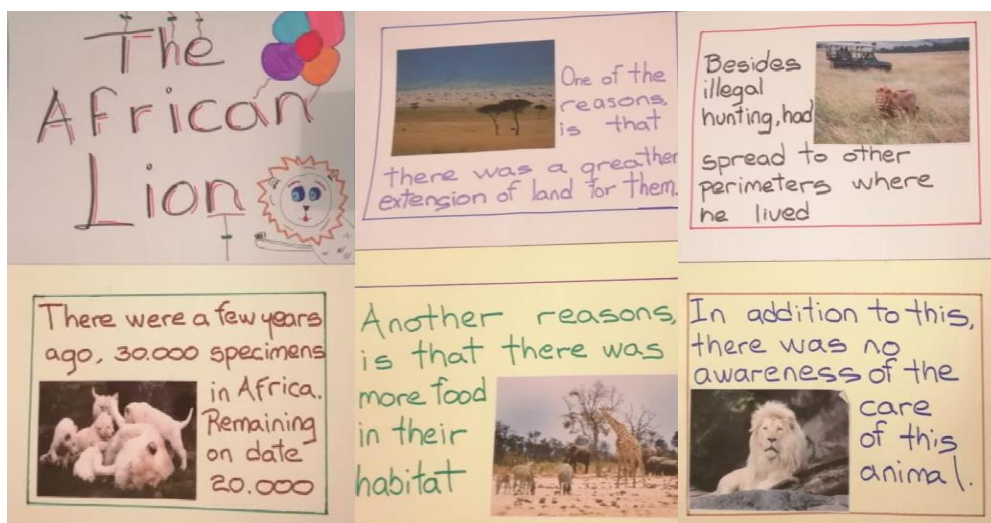 The
African
Lion
One of the
reasons,
is that
there was a greather
extension of land for them.
Besides
illegal
hunting, had
spread to other
perimeters where
he lived
There were a few years
ago, 30.000 specimens
in Africa.
Remaining
on date
20.000
Another reasons,
is that there was
more food
in their
habitat
In addition to this,
there was no
awareness of the
care
of this
animal.